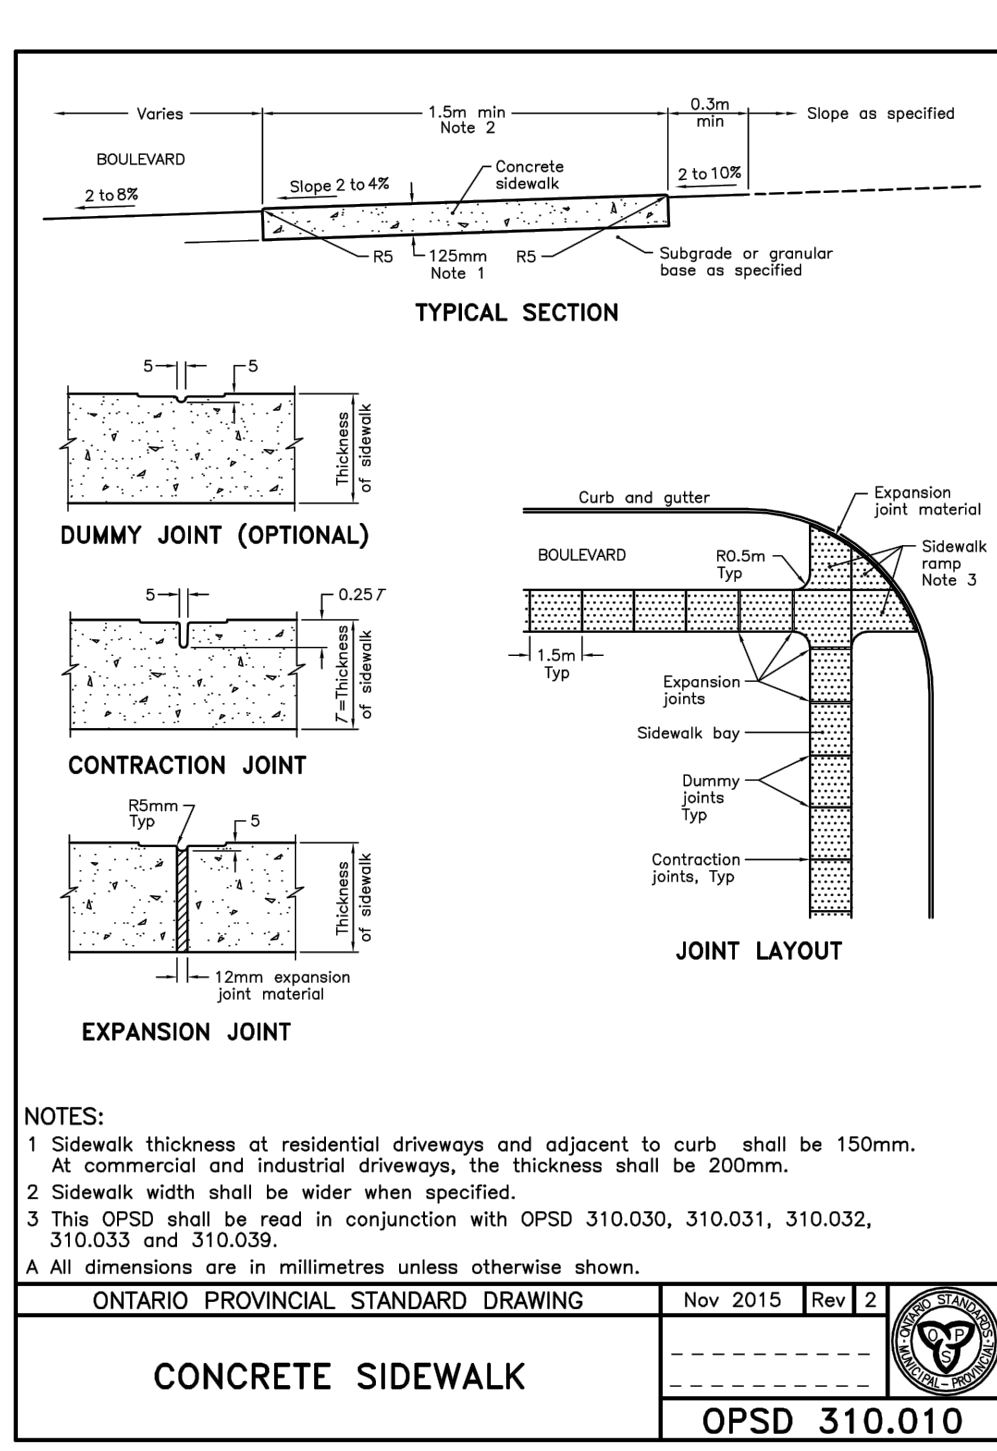 Varies
1.5m min
Note 2
0.3m
min
Slope as specified
BOULEVARD
2 to 8%
Slope 2 to 4%
Concrete
sidewalk
2 to 10%
R5
125mm
Note 1
R5
Subgrade or granular
base as specified
TYPICAL SECTION
5
5
Thickness
of sidewalk
DUMMY JOINT (OPTIONAL)
5
0.25T
T=Thickness
of sidewalk
CONTRACTION JOINT
R5mm
Typ
5
Thickness
of sidewalk
12mm expansion
joint material
EXPANSION JOINT
Curb and gutter
Expansion
joint material
BOULEVARD
R0.5m
Typ
Sidewalk
ramp
Note 3
1.5m
Typ
Expansion
joints
Sidewalk bay
Dummy
joints
Typ
Contraction
joints, Typ
JOINT LAYOUT
NOTES:
1 Sidewalk thickness at residential driveways and adjacent to curb shall be 150mm.
At commercial and industrial driveways, the thickness shall be 200mm.
2 Sidewalk width shall be wider when specified.
3 This OPSD shall be read in conjunction with OPSD 310.030, 310.031, 310.032,
310.033 and 310.039.
A All dimensions are in millimetres unless otherwise shown.
ONTARIO PROVINCIAL STANDARD DRAWING
Nov 2015
Rev
2
CONCRETE SIDEWALK
ONTARIO STANDARDS
MUNICIPAL - PROVINCIAL
O P
S
OPSD 310.010